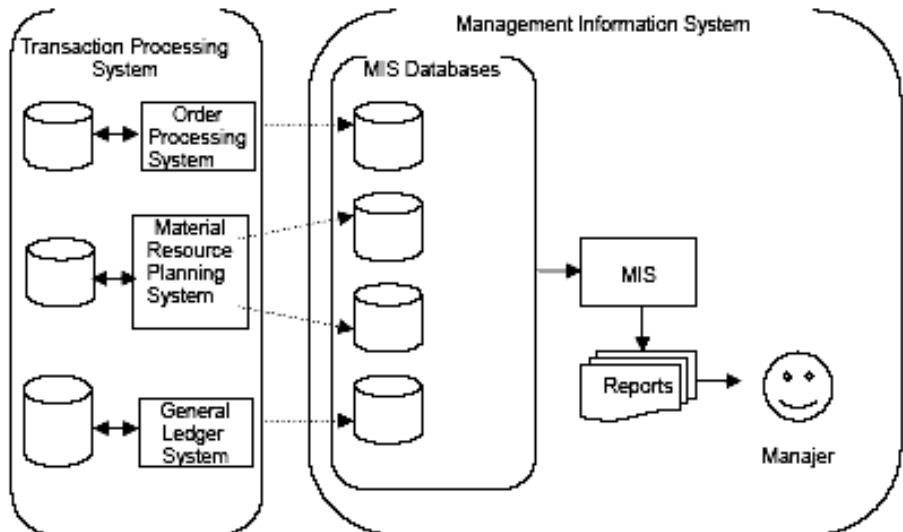 Management Information System
Transaction Processing
System
MIS Databases
Order
Processing
System
Material
Resource
Planning
System
General
Ledger
System
MIS
Reports
Manajer